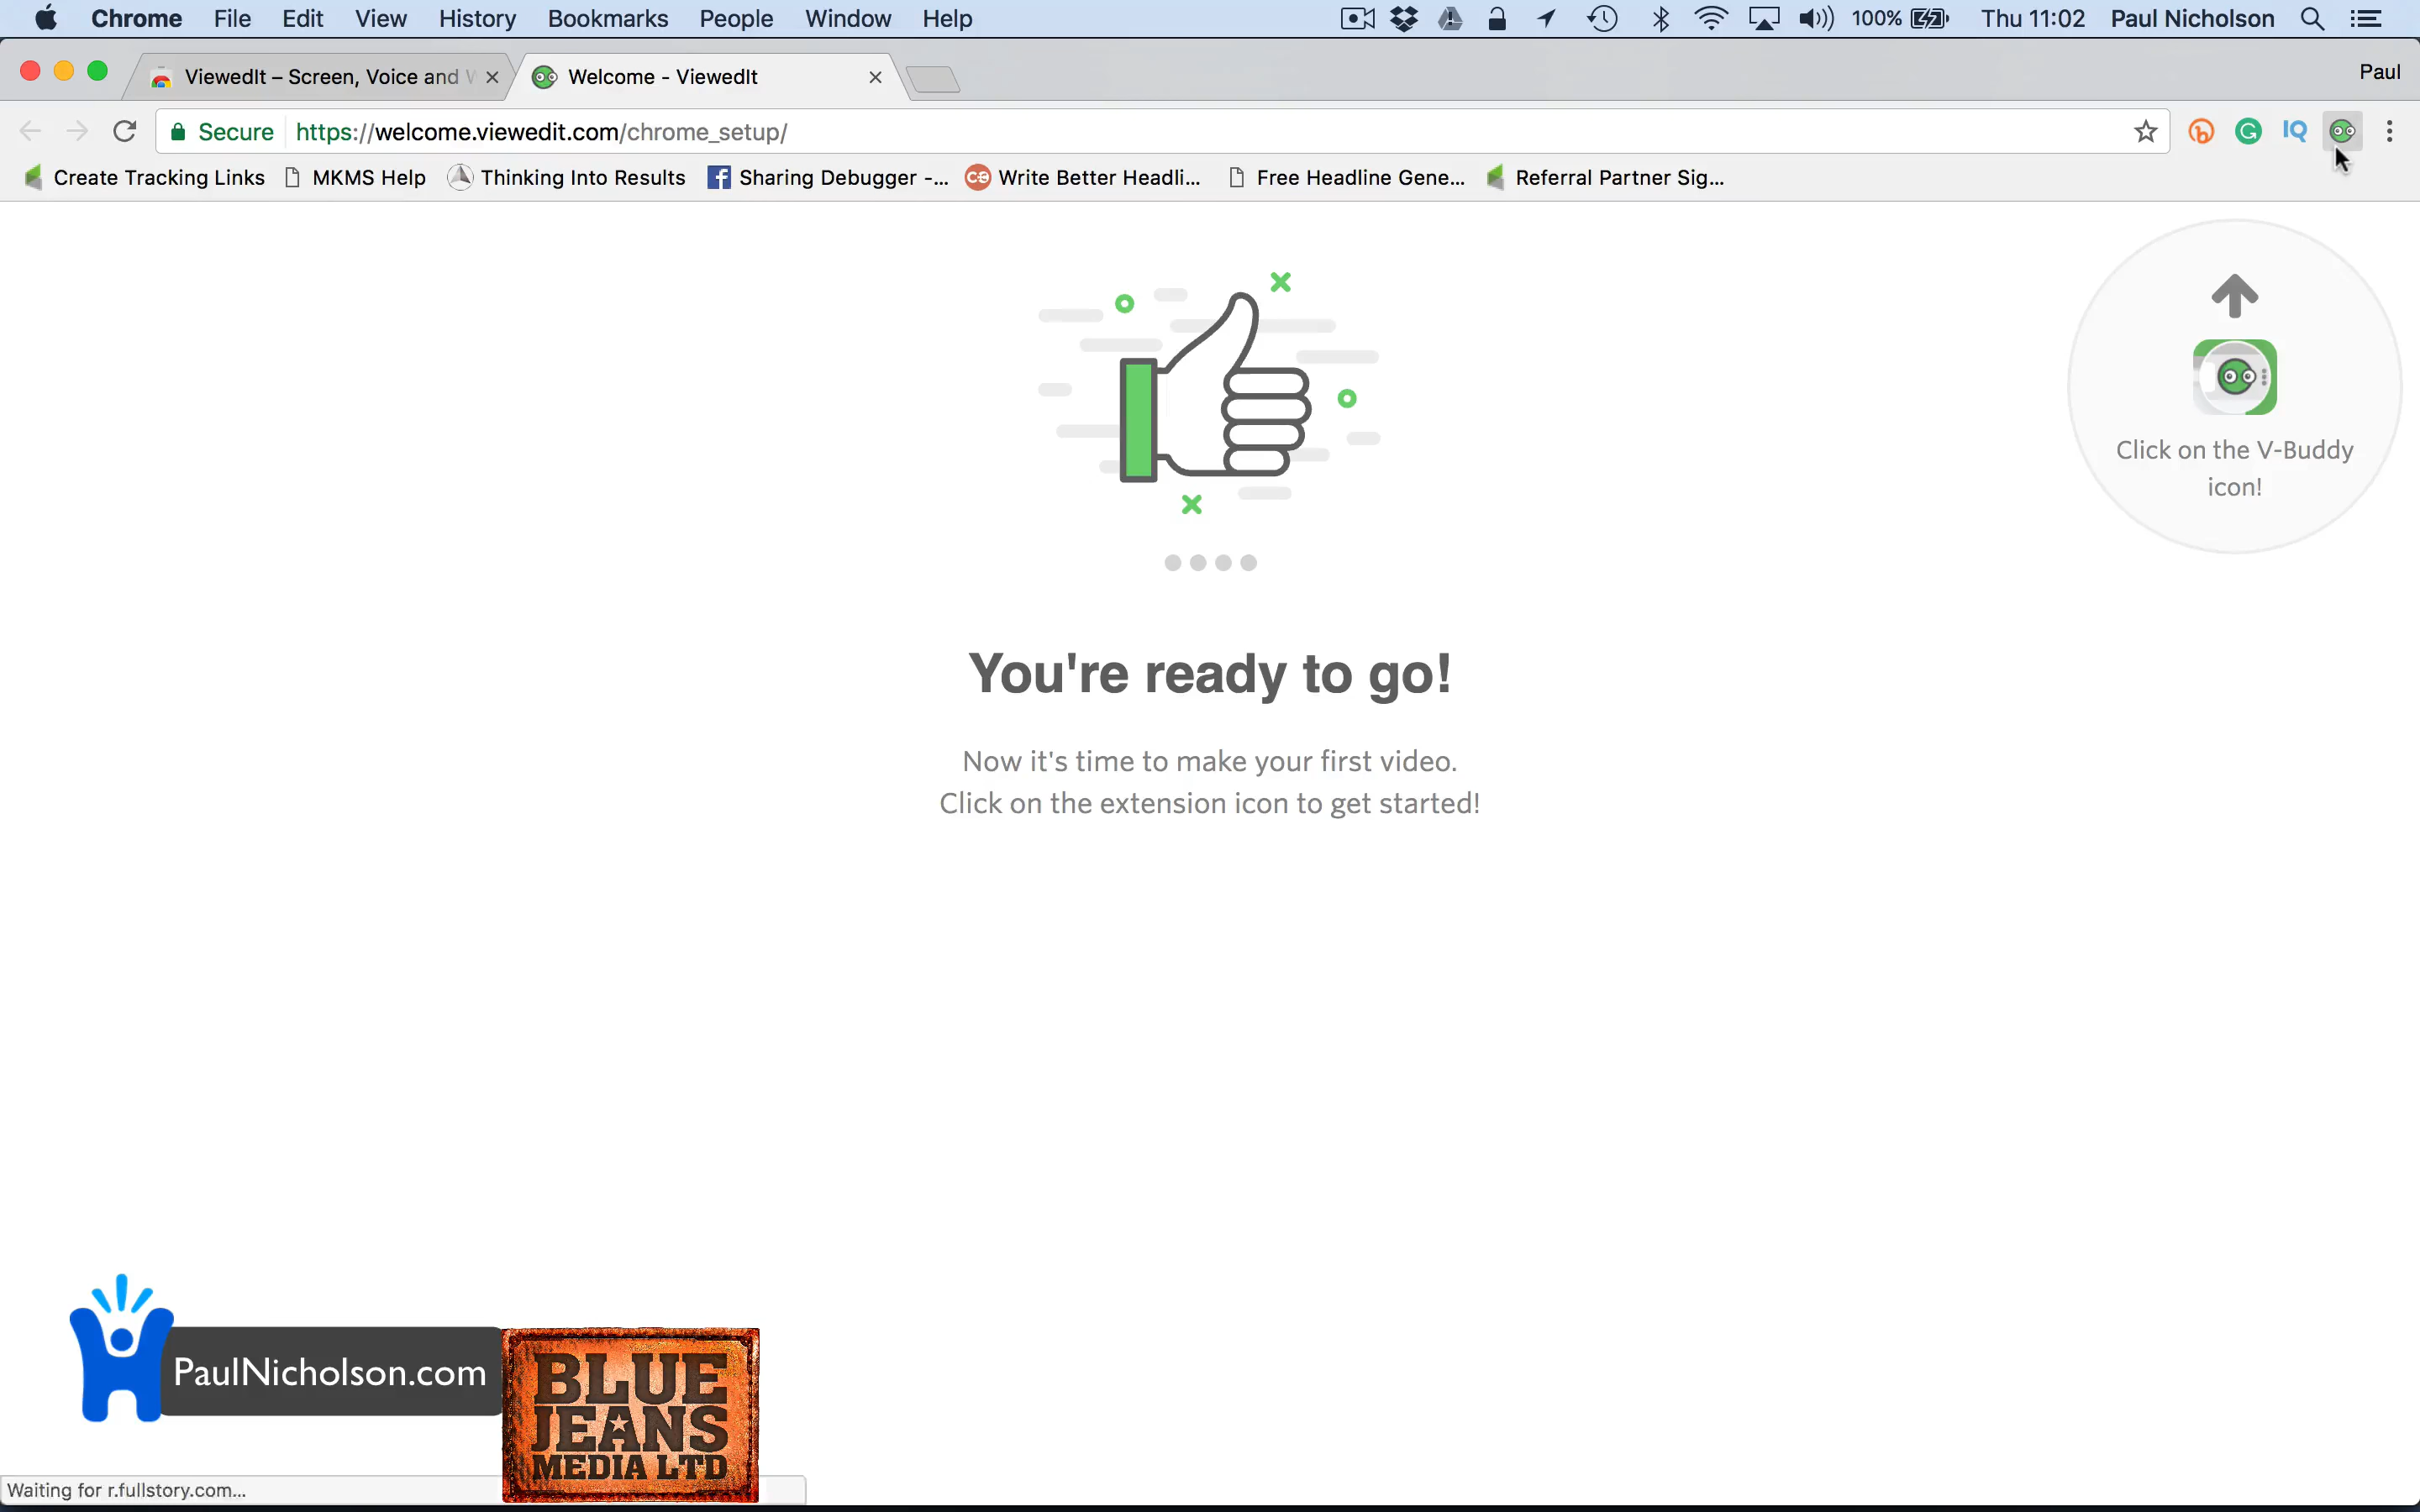 Chrome File Edit View History Bookmarks People Window Help 100% Thu 11:02 Paul Nicholson
ViewedIt – Screen, Voice and Welcome - ViewedIt Paul
Secure https://welcome.viewedit.com/chrome_setup/ IQ
Create Tracking Links MKMS Help Thinking Into Results Sharing Debugger -... Write Better Headli... Free Headline Gene... Referral Partner Sig...
Click on the V-Buddy
icon!
You're ready to go!
Now it's time to make your first video.
Click on the extension icon to get started!
PaulNicholson.com
BLUE
JEANS
MEDIA LTD
Waiting for r.fullstory.com...